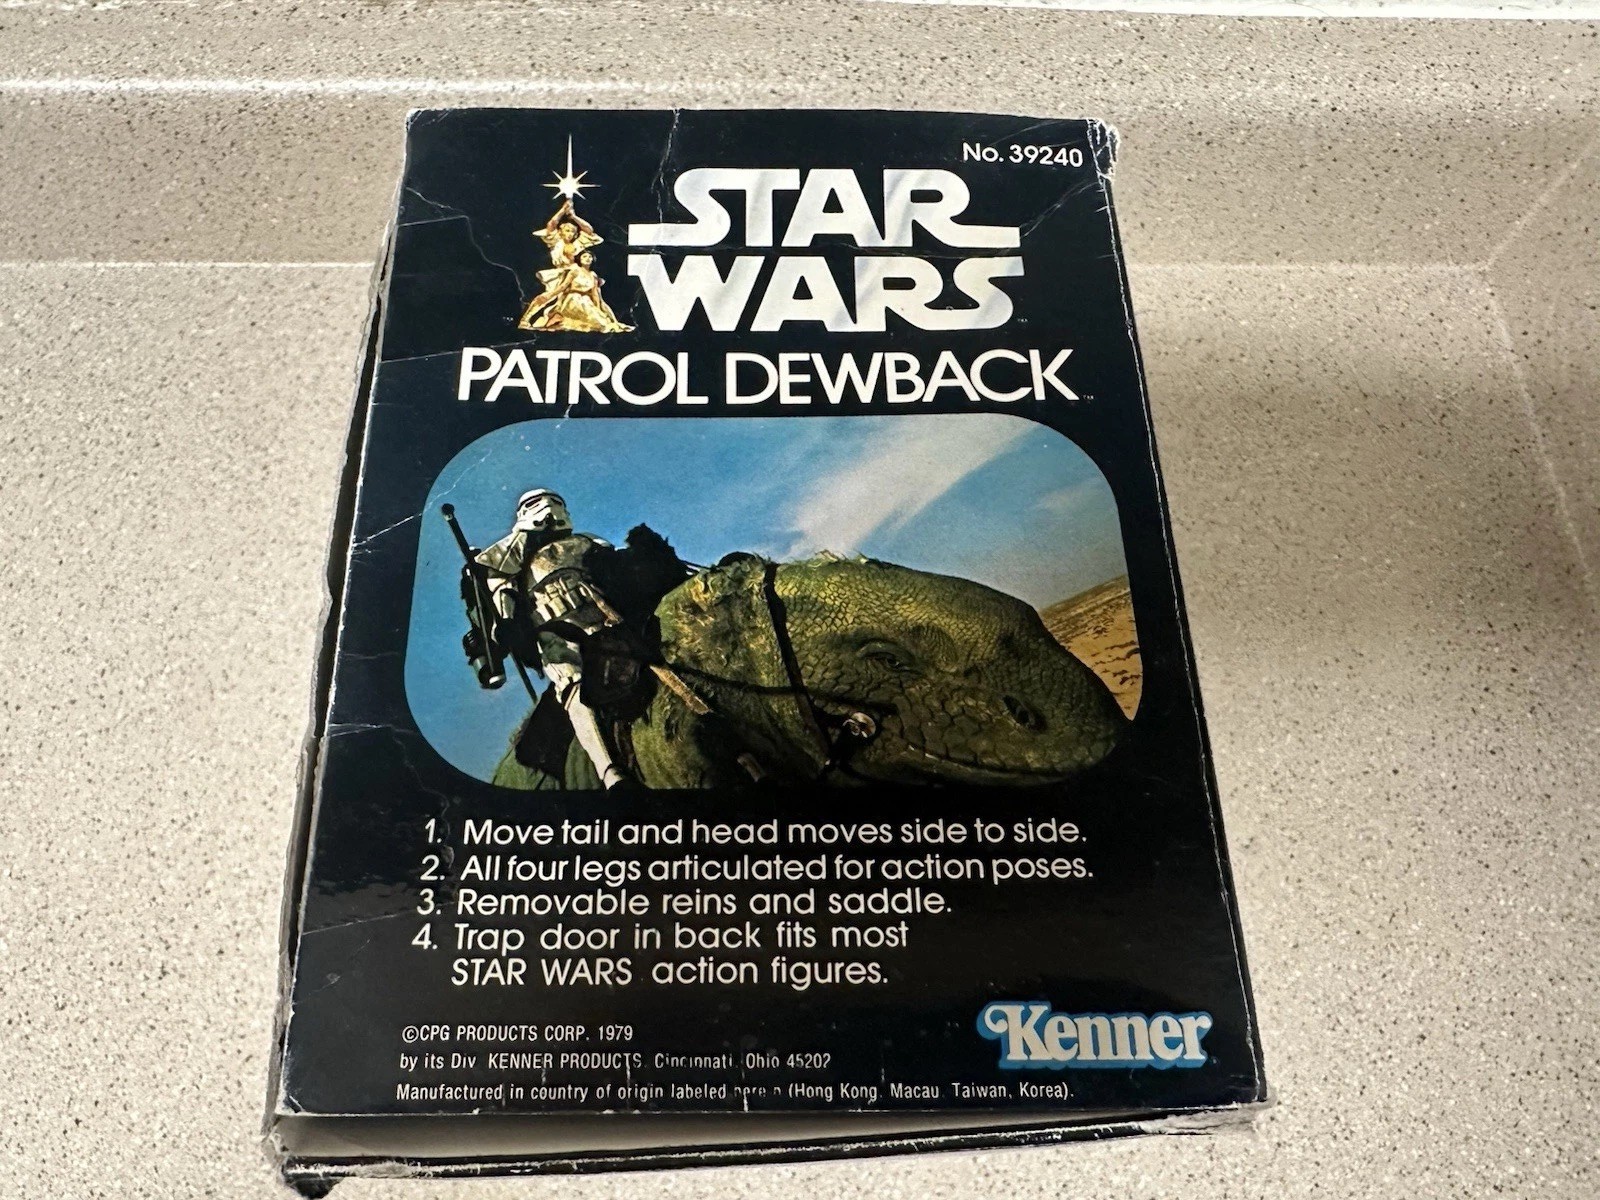 No. 39240
STAR
WARS
PATROL DEWBACK
1. Move tail and head moves side to side.
2. All four legs articulated for action poses.
3. Removable reins and saddle.
4. Trap door in back fits most
STAR WARS action figures.
©CPG PRODUCTS CORP. 1979
by its Div KENNER PRODUCTS. Cincinnati, Ohio 45202
Kenner
Manufactured in country of origin labeled (Hong Kong, Macau, Taiwan, Korea).